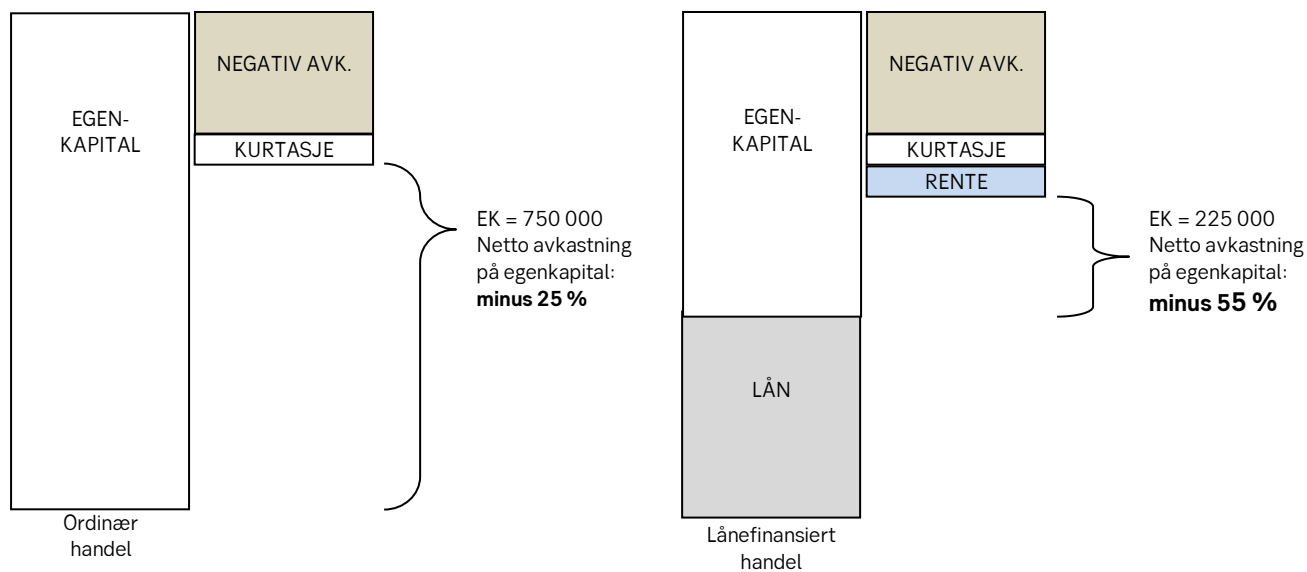 EGEN-
KAPITAL
NEGATIV AVK.
KURTASJE
EK = 750 000
Netto avkastning
på egenkapital:
minus 25 %
Ordinær
handel
EGEN-
KAPITAL
NEGATIV AVK.
KURTASJE
RENTE
EK = 225 000
Netto avkastning
på egenkapital:
minus 55 %
LÅN
Lånefinansiert
handel